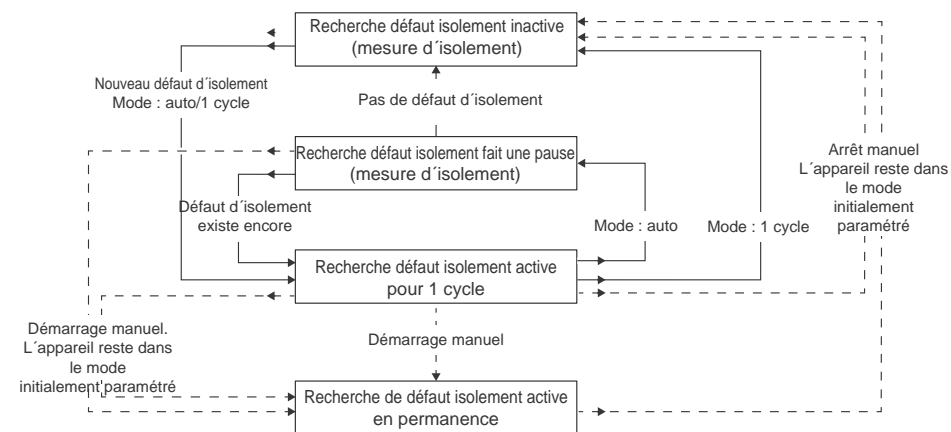 Recherche défaut isolement inactive
(mesure d´isolement)
Nouveau défaut d´isolement
Mode : auto/1 cycle
Pas de défaut d´isolement
Recherche défaut isolement fait une pause
(mesure d´isolement)
Arrêt manuel
L´appareil reste dans
le mode
initialement
paramétré
Défaut d´isolement
existe encore
Mode : auto
Mode : 1 cycle
Recherche défaut isolement active
pour 1 cycle
Démarrage manuel.
L´appareil reste dans
le mode
initialement paramétré
Démarrage manuel
Recherche de défaut isolement active
en permanence